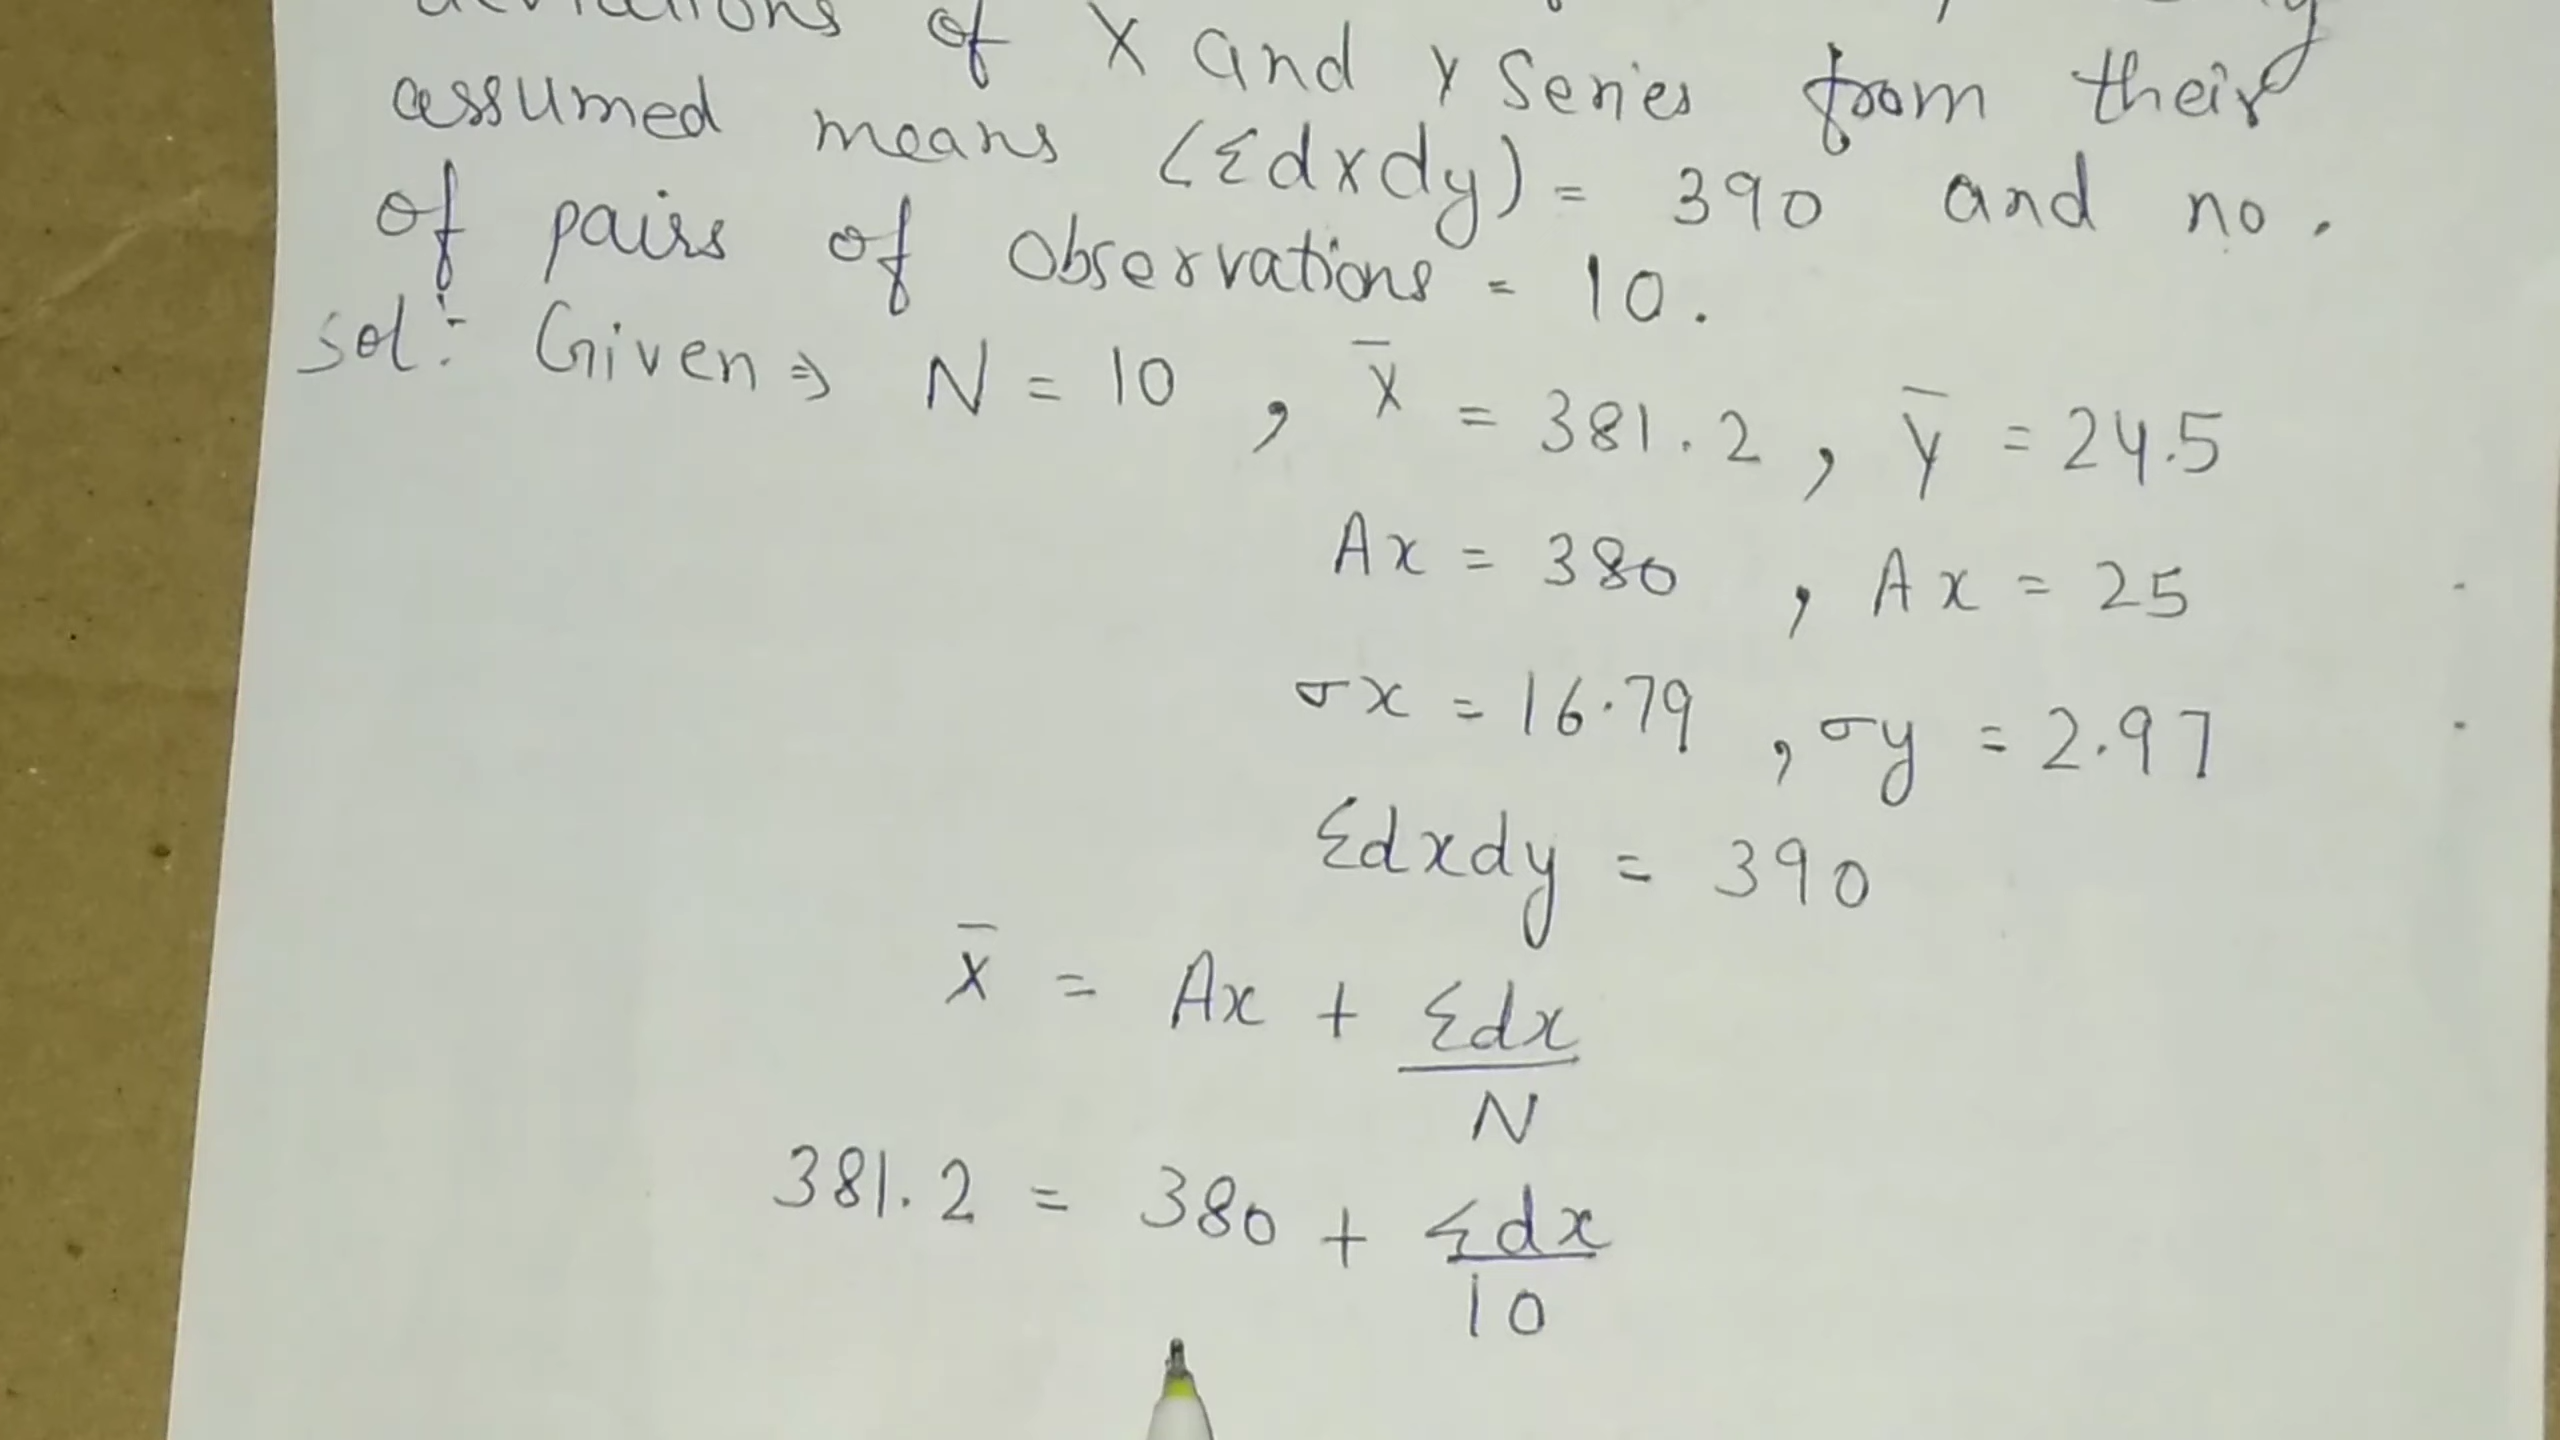 deviations of X and Y Series from their
assumed means (Σdxdy) = 390 and no.
of pairs of observations = 10.
Sol:- Given ⇒ N = 10 , X̄ = 381.2 , Ȳ = 24.5
Ax = 380 , Ax = 25
σx = 16.79 , σy = 2.97
Σdxdy = 390
X̄ = Ax + Σdx/N
381.2 = 380 + Σdx/10